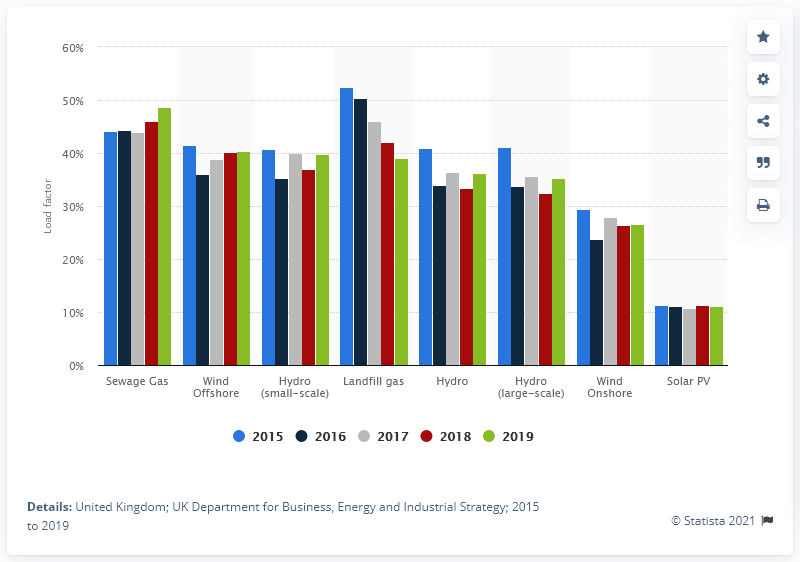 60%
50%
40%
30%
20%
10%
0%
Load factor
Sewage Gas
Wind
Offshore
Hydro
(small-scale)
Landfill gas
Hydro
Hydro
(large-scale)
Wind
Onshore
Solar PV
2015 2016 2017 2018 2019
Details: United Kingdom; UK Department for Business, Energy and Industrial Strategy; 2015
to 2019
© Statista 2021